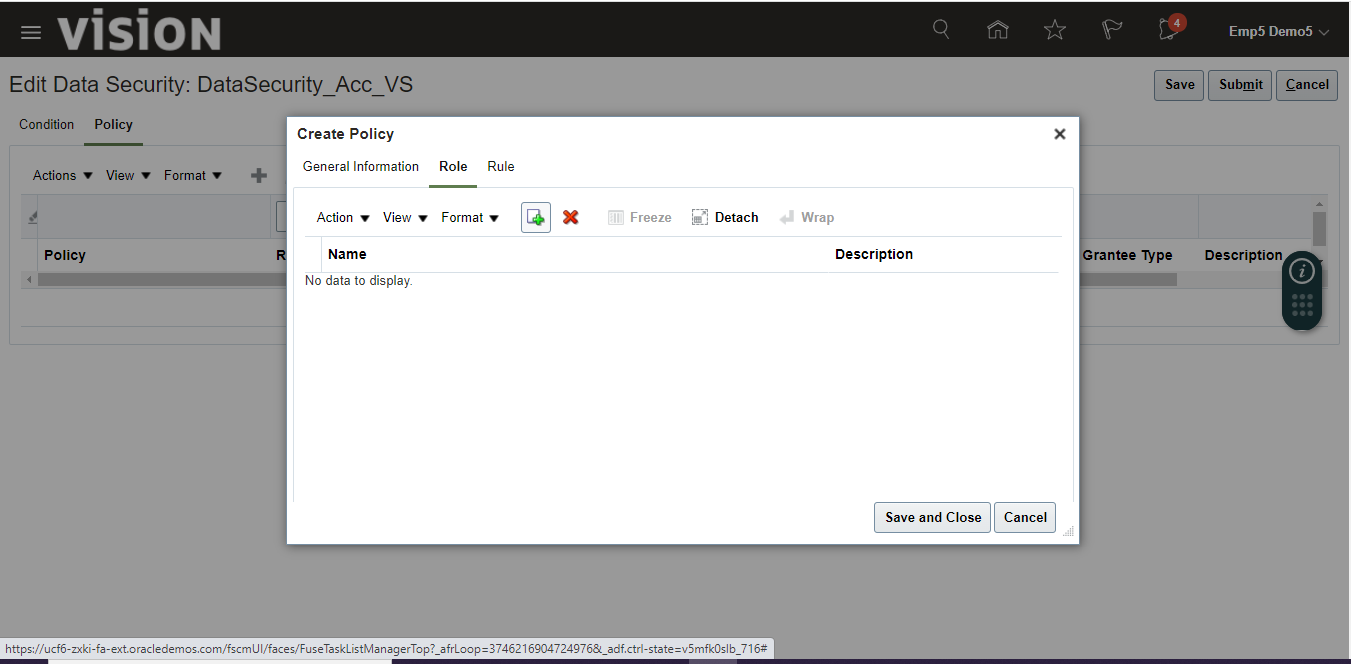 VISION
4
Emp5 Demo5
Edit Data Security: DataSecurity_Acc_VS
Save
Submit
Cancel
Condition
Policy
Actions
View
Format
Policy
R
Grantee Type
Description
Create Policy
General Information
Role
Rule
Action
View
Format
Freeze
Detach
Wrap
Name
Description
No data to display.
Save and Close
Cancel
https://ucf6-zxki-fa-ext.oracledemos.com/fscmUI/faces/FuseTaskListManagerTop?_afrLoop=3746216904724976&_adf.ctrl-state=v5mfk0slb_716#